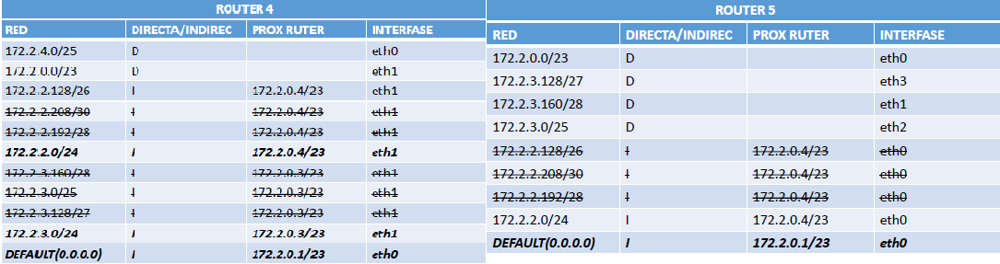 ROUTER 4
RED DIRECTA/INDIREC PROX RUTER INTERFASE
172.2.4.0/25 D eth0
172.2.0.0/23 D eth1
172.2.2.128/26 I 172.2.0.4/23 eth1
172.2.2.208/30 I 172.2.0.4/23 eth1
172.2.2.192/28 I 172.2.0.4/23 eth1
172.2.2.0/24 I 172.2.0.4/23 eth1
172.2.3.160/28 I 172.2.0.3/23 eth1
172.2.3.0/25 I 172.2.0.3/23 eth1
172.2.3.128/27 I 172.2.0.3/23 eth1
172.2.3.0/24 I 172.2.0.3/23 eth1
DEFAULT(0.0.0.0) I 172.2.0.1/23 eth0
ROUTER 5
RED DIRECTA/INDIREC PROX RUTER INTERFASE
172.2.0.0/23 D eth0
172.2.3.128/27 D eth3
172.2.3.160/28 D eth1
172.2.3.0/25 D eth2
172.2.2.128/26 I 172.2.0.4/23 eth0
172.2.2.208/30 I 172.2.0.4/23 eth0
172.2.2.192/28 I 172.2.0.4/23 eth0
172.2.2.0/24 I 172.2.0.4/23 eth0
DEFAULT(0.0.0.0) I 172.2.0.1/23 eth0